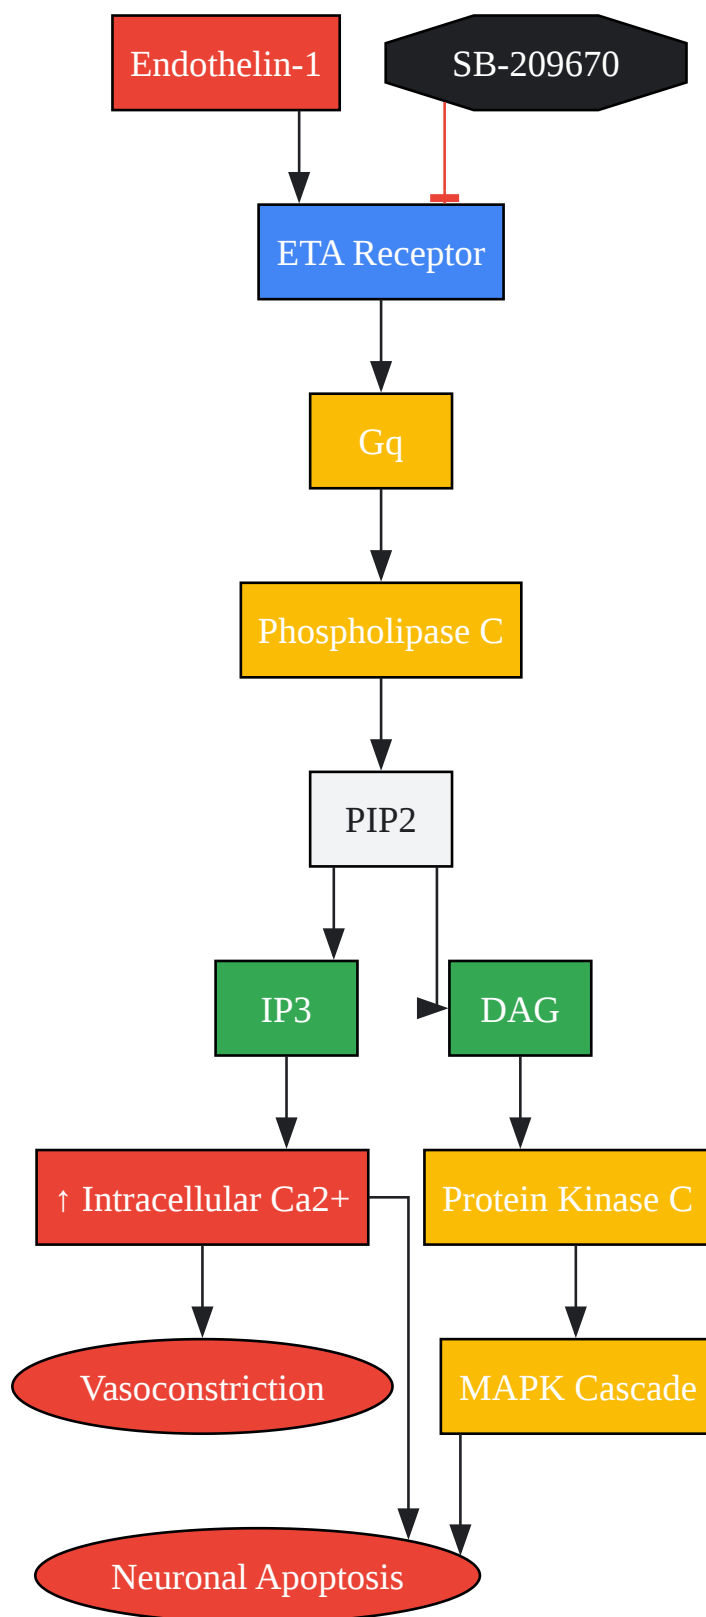 Endothelin-1
SB-209670
ETA Receptor
Gq
Phospholipase C
PIP2
IP3
DAG
↑ Intracellular Ca2+
Protein Kinase C
Vasoconstriction
MAPK Cascade
Neuronal Apoptosis